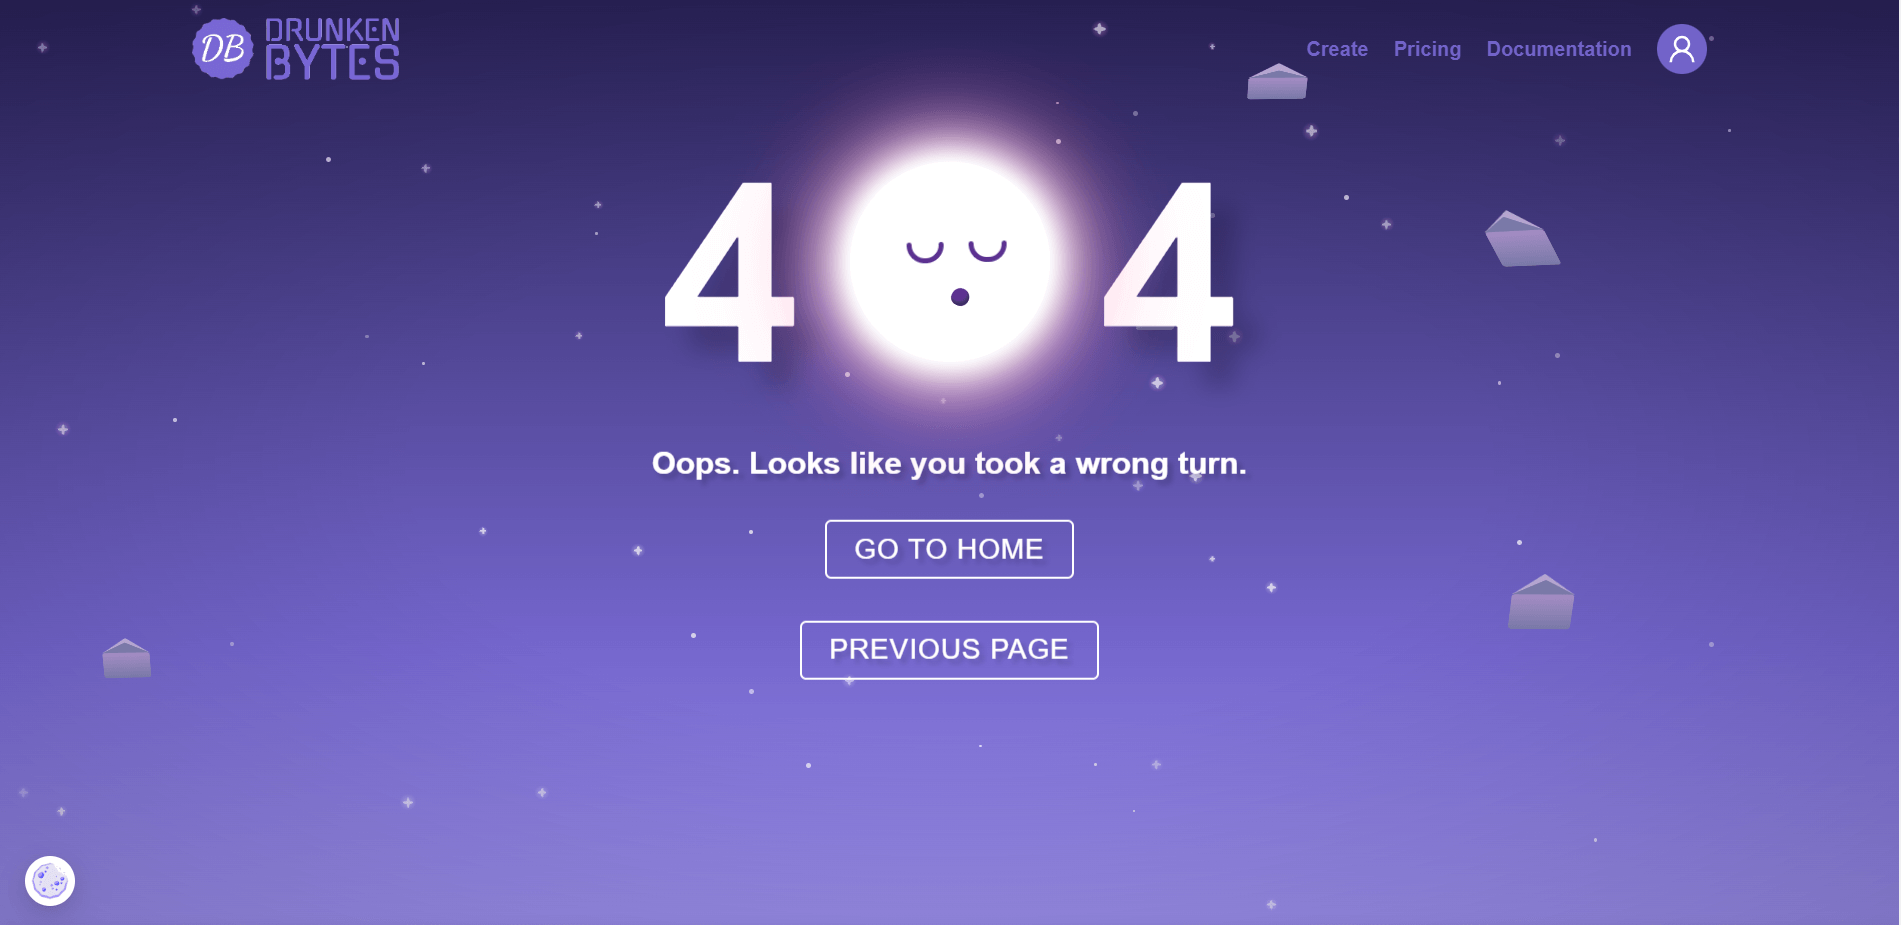 DB
DRUNKEN
BYTES
Create
Pricing
Documentation
4 4
Oops. Looks like you took a wrong turn.
GO TO HOME
PREVIOUS PAGE